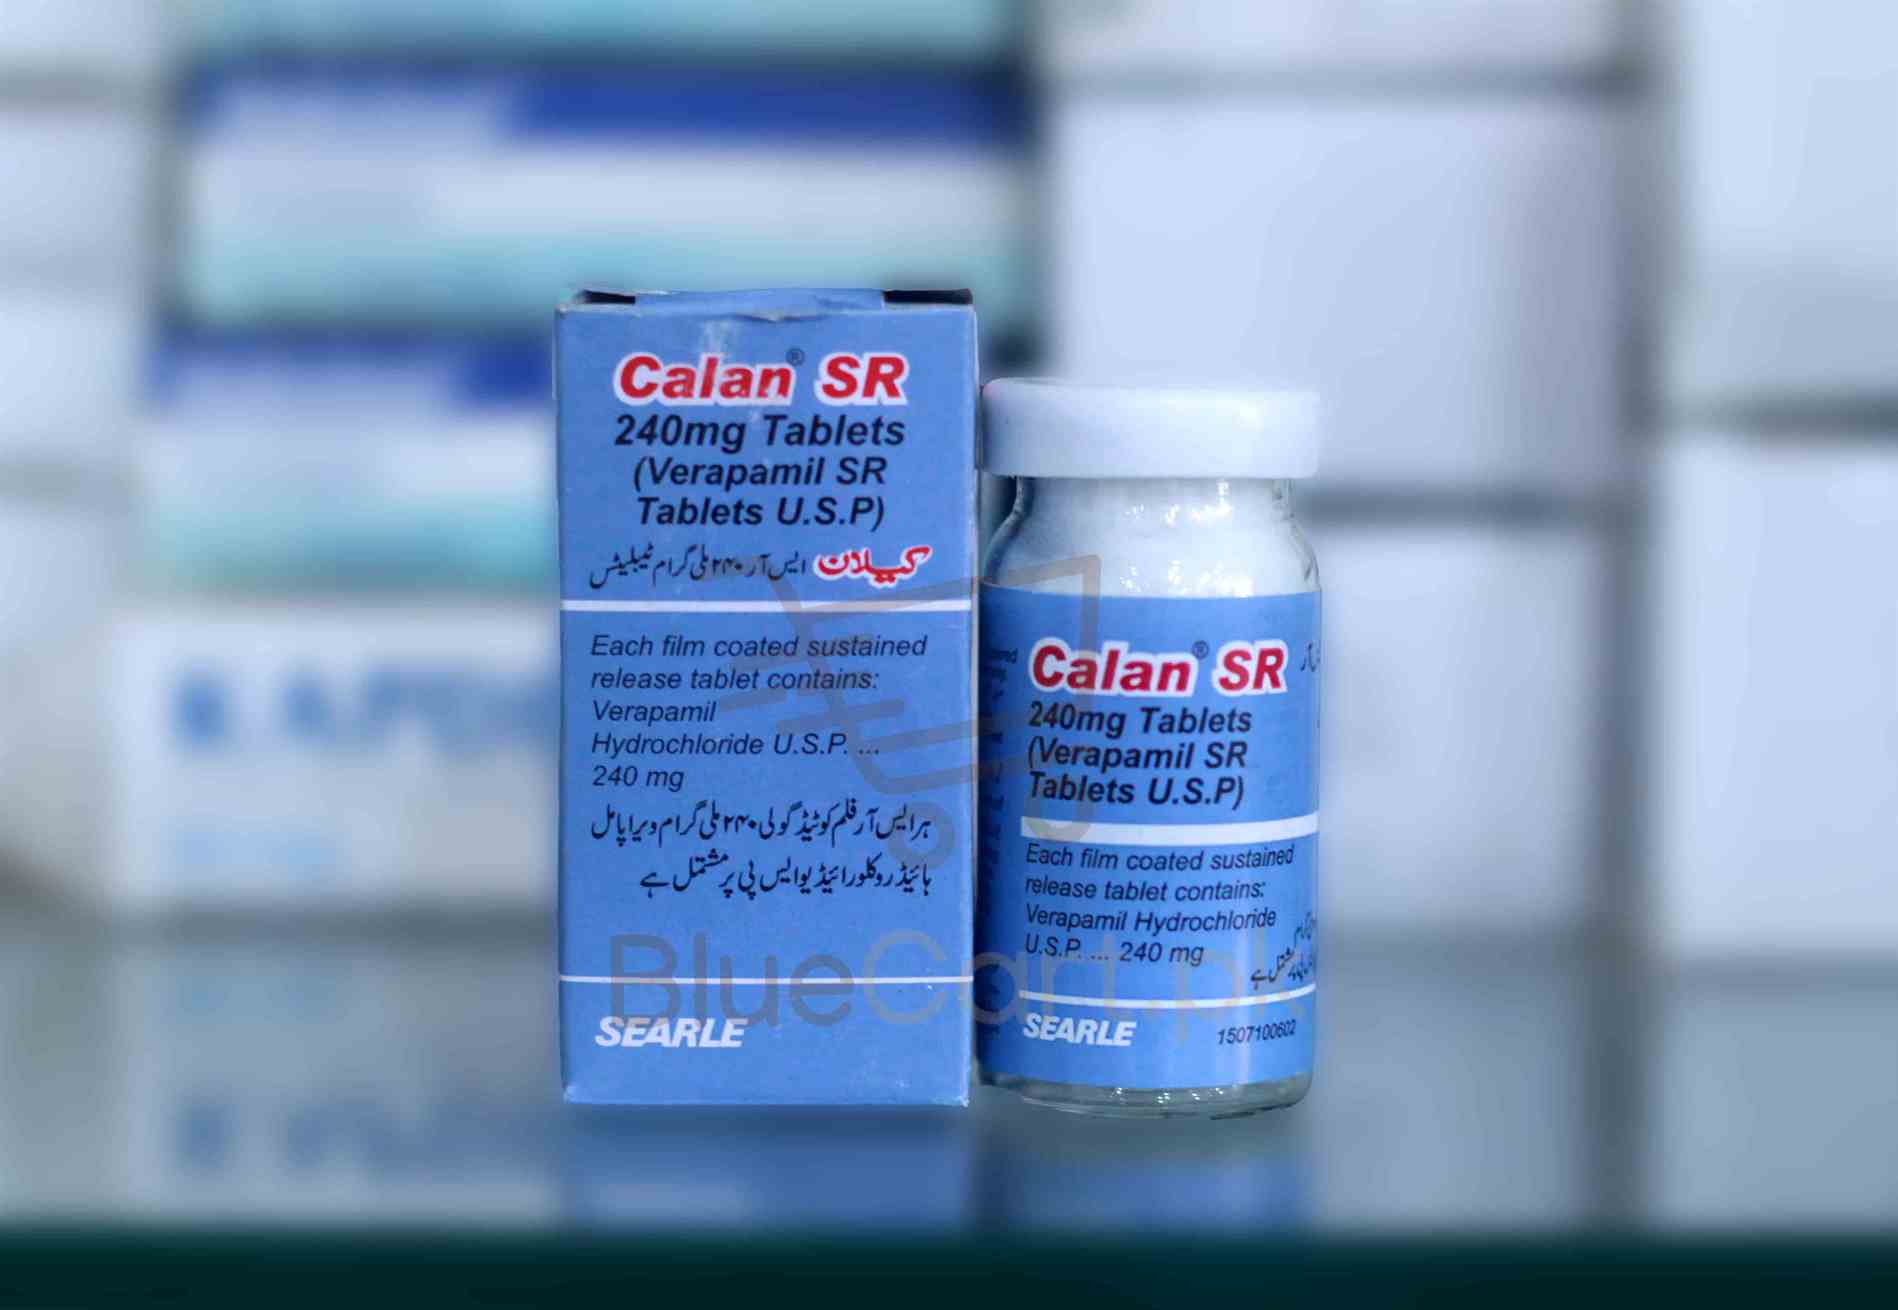 Calan® SR
240mg Tablets
(Verapamil SR
Tablets U.S.P)
کیلان ایس آر ۲۴۰ ملی گرام ٹیبلیٹس
Each film coated sustained
release tablet contains:
Verapamil
Hydrochloride U.S.P. ...
240 mg
ہر ایس آر فلم کوٹیڈ گولی ۲۴۰ ملی گرام ویراپامل
ہائیڈروکلورائیڈ یو ایس پی پر مشتمل ہے
SEARLE
Calan® SR
240mg Tablets
(Verapamil SR
Tablets U.S.P)
Each film coated sustained
release tablet contains:
Verapamil Hydrochloride
U.S.P. ... 240 mg
SEARLE
1507100602
BlueCart.pk